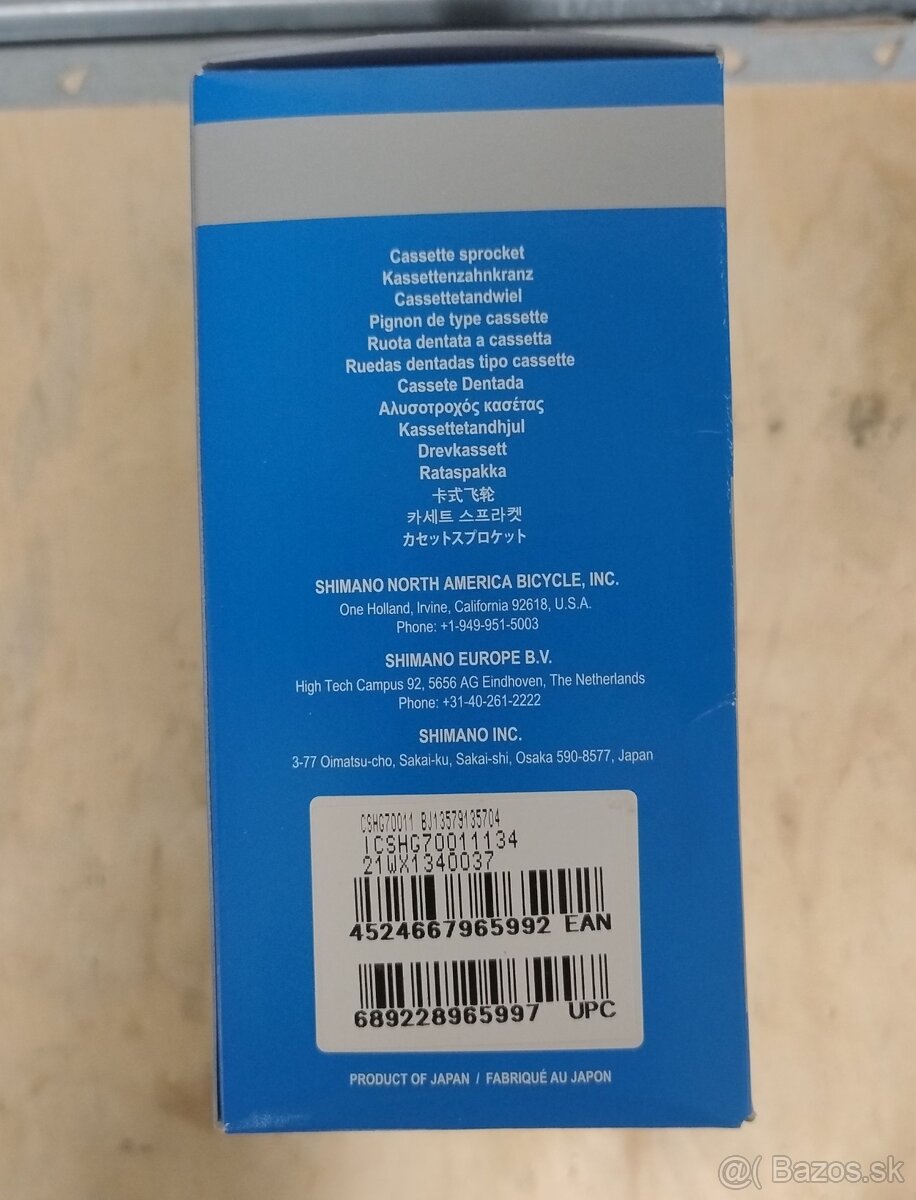 Cassette sprocket
Kassettenzahnkranz
Cassettetandwiel
Pignon de type cassette
Ruota dentata a cassetta
Ruedas dentadas tipo cassette
Cassete Dentada
Αλυσοτροχός κασέτας
Kassettetandhjul
Drevkassett
Rataspakka
卡式飞轮
카세트 스프라켓
カセットスプロケット
SHIMANO NORTH AMERICA BICYCLE, INC.
One Holland, Irvine, California 92618, U.S.A.
Phone: +1-949-951-5003
SHIMANO EUROPE B.V.
High Tech Campus 92, 5656 AG Eindhoven, The Netherlands
Phone: +31-40-261-2222
SHIMANO INC.
3-77 Oimatsu-cho, Sakai-ku, Sakai-shi, Osaka 590-8577, Japan
CSHG70011 BJ13579135704
ICSHG70011134
21WX1340037
4524667965992 EAN
689228965997 UPC
PRODUCT OF JAPAN / FABRIQUÉ AU JAPON
@( Bazos.sk